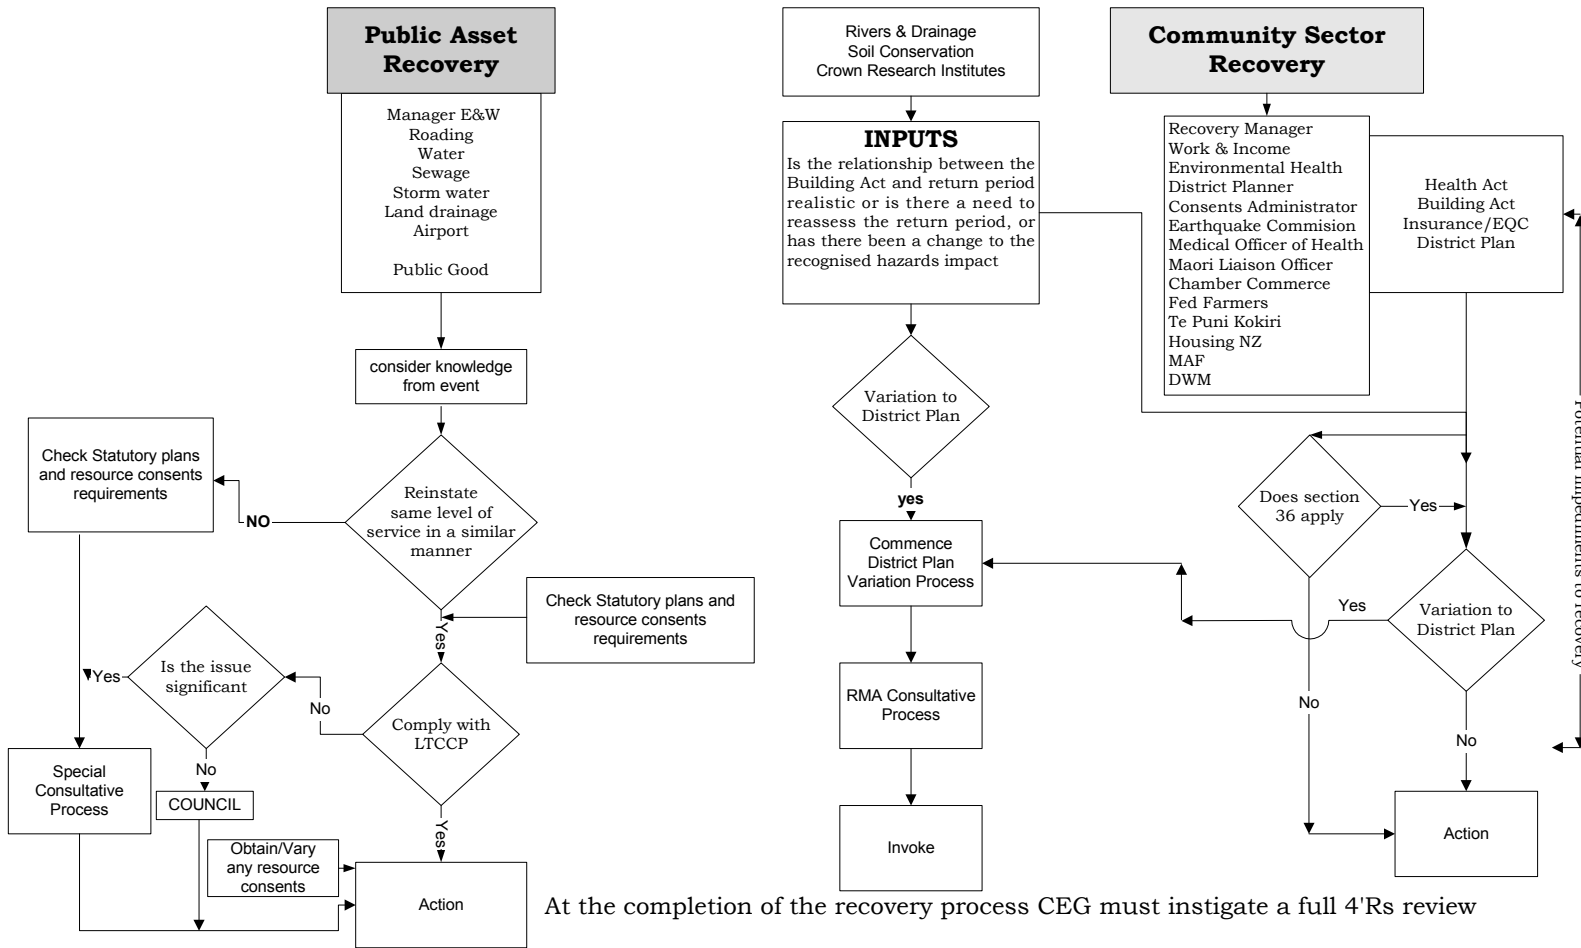 Public Asset
Recovery
Manager E&W
Roading
Water
Sewage
Storm water
Land drainage
Airport
Public Good
consider knowledge
from event
Reinstate
same level of
service in a similar
manner
NO
Check Statutory plans
and resource consents
requirements
Yes
Check Statutory plans and
resource consents
requirements
Comply with
LTCCP
No
Is the issue
significant
Yes
No
Special
Consultative
Process
COUNCIL
Obtain/Vary
any resource
consents
Yes
Action
Rivers & Drainage
Soil Conservation
Crown Research Institutes
INPUTS
Is the relationship between the
Building Act and return period
realistic or is there a need to
reassess the return period, or
has there been a change to the
recognised hazards impact
Variation to
District Plan
yes
Commence
District Plan
Variation Process
RMA Consultative
Process
Invoke
Community Sector
Recovery
Recovery Manager
Work & Income
Environmental Health
District Planner
Consents Administrator
Earthquake Commision
Medical Officer of Health
Maori Liaison Officer
Chamber Commerce
Fed Farmers
Te Puni Kokiri
Housing NZ
MAF
DWM
Health Act
Building Act
Insurance/EQC
District Plan
Potential impediments to recovery
Does section
36 apply
Yes
No
Variation to
District Plan
Yes
No
Action
At the completion of the recovery process CEG must instigate a full 4'Rs review